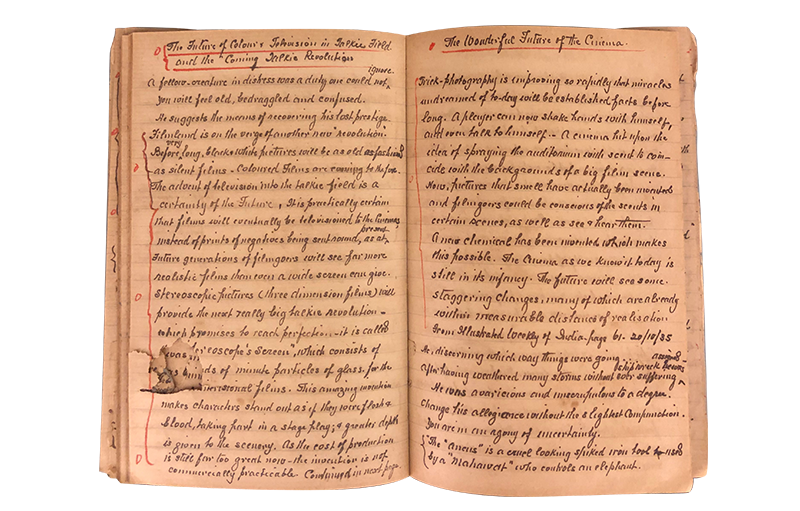 The Future of Colour & Television in Talkie Field
and the "Coming Talkie Revolution
ignore.
A fellow-creature in distress was a duty one could not
You will feel old, bedraggled and confused.
He suggests the means of recovering his lost prestige.
Filmland is on the verge of another new revolution.
very
Before long, black & white pictures will be as old as fashioned
as silent films - Coloured Films are coming to the fore.
The advent of television into the talkie field is a
certainty of the Future, It is practically certain
that films will eventually be televisioned to the Cinemas,
present.
instead of prints of negatives being sent round, as at
Future generations of filmgoers will see far more
realistic films than even a wide screen can give.
Stereoscopic pictures (three dimension films) will
provide the next really big talkie revolution -
which promises to reach perfection. it is called
"eroscope's Screen", which consists of
of minute particles of glass, for the
mensional films. This amazing invention
makes characters stand out as if they were flesh &
blood, taking part in a stage play; & greater depth
is given to the scenery. As the cost of production
is still far too great now - the invention is not
commercially practicable. Continued in next page.
The Wonderful Future of the Cinema.
Trick-photography is improving so rapidly that miracles
undreamed of to-day will be established facts before
long. A player can now shake hands with himself,
and even talk to himself. - A cinema hit upon the
idea of spraying the auditorium with scent to coin-
cide with the backgrounds of a big film scene.
Now, pictures that smell have actually been invented
and filmgoers could be conscious of the scents in
certain scenes, as well as see & hear them.
A new chemical has been invented which makes
this possible. The Cinema as we know it to day is
still in its infancy. The future will see some
staggering changes, many of which are already
within measurable distance of realisation
From Illustrated Weekly of India. page 61. 20/10/35
He, discerning which way things were going
shipwreck
after having weathered many storms without ever suffering
He was avaricious and unscrupulous to a degree.
Change his allegiance without the slightest Compunction.
You are in an agony of uncertainty.
The "Ancus" is a cruel looking spiked iron tool used
by a "Mahawat" who controls an elephant.